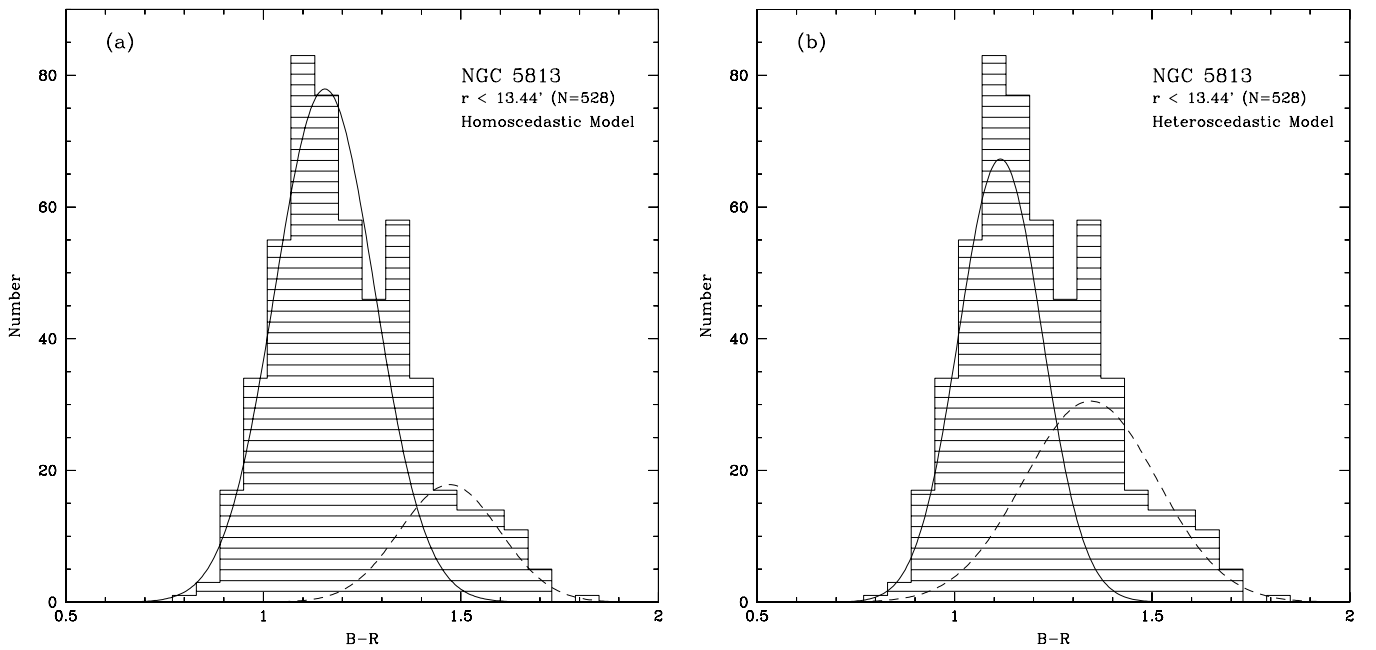 (a)
NGC 5813
r < 13.44' (N=528)
Homoscedastic Model
Number
80
60
40
20
0
0.5
1
1.5
2
B-R
(b)
NGC 5813
r < 13.44' (N=528)
Heteroscedastic Model
Number
80
60
40
20
0
0.5
1
1.5
2
B-R